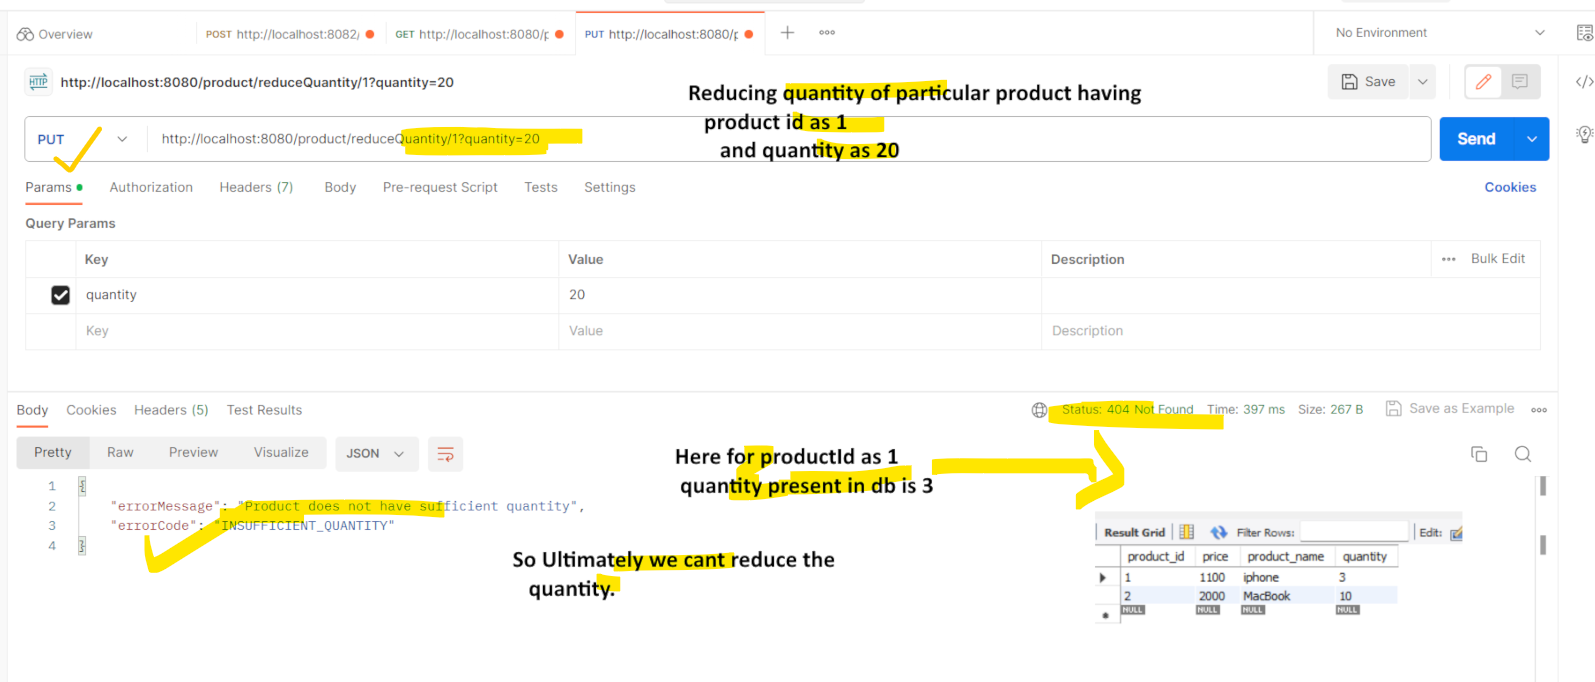 Overview
POST http://localhost:8082/
GET http://localhost:8080/p
PUT http://localhost:8080/p
No Environment
HTTP http://localhost:8080/product/reduceQuantity/1?quantity=20
Save
Reducing quantity of particular product having
product id as 1
and quantity as 20
PUT
http://localhost:8080/product/reduceQuantity/1?quantity=20
Send
Params Authorization Headers (7) Body Pre-request Script Tests Settings
Cookies
Query Params
Key Value Description ••• Bulk Edit
quantity 20
Key Value Description
Body Cookies Headers (5) Test Results
Status: 404 Not Found Time: 397 ms Size: 267 B Save as Example
Pretty Raw Preview Visualize JSON
Here for productId as 1
quantity present in db is 3
1 {
2 "errorMessage": "Product does not have sufficient quantity",
3 "errorCode": "INSUFFICIENT_QUANTITY"
4 }
So Ultimately we cant reduce the
quantity.
Result Grid Filter Rows: Edit:
product_id price product_name quantity
1 1100 iphone 3
2 2000 MacBook 10
NULL NULL NULL NULL